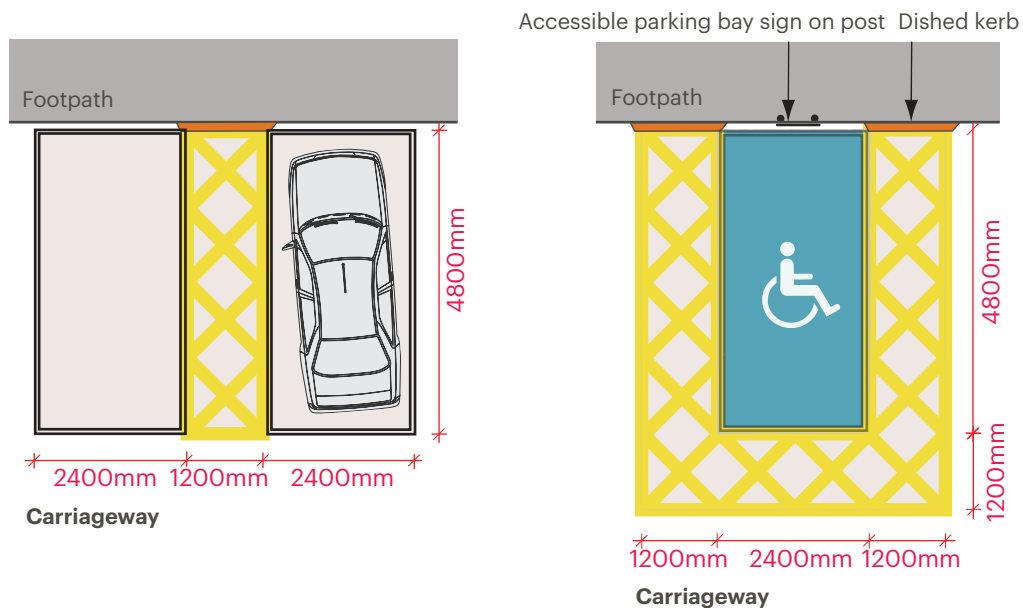 Accessible parking bay sign on post Dished kerb
Footpath
4800mm
2400mm 1200mm 2400mm
Carriageway
Footpath
4800mm
1200mm
1200mm 2400mm 1200mm
Carriageway